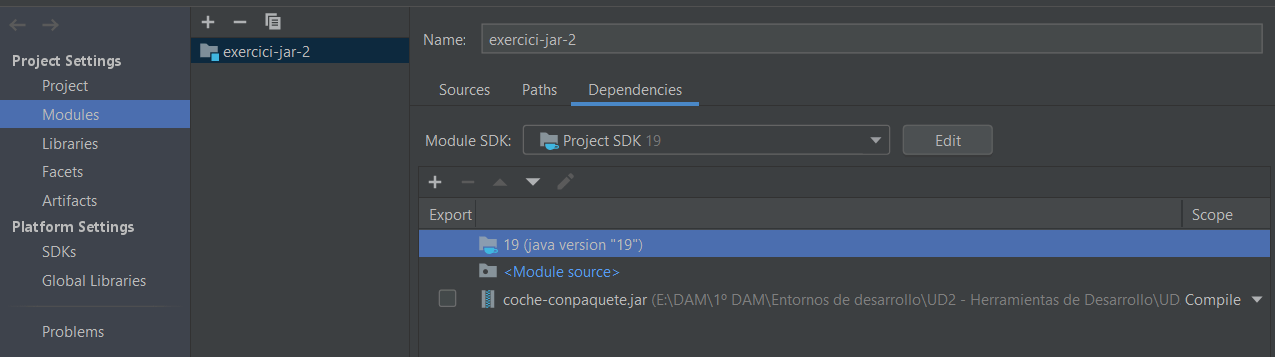 Project Settings
Project
Modules
Libraries
Facets
Artifacts
Platform Settings
SDKs
Global Libraries
Problems
exercici-jar-2
Name: exercici-jar-2
Sources Paths Dependencies
Module SDK: Project SDK 19 Edit
Export Scope
19 (java version "19")
<Module source>
coche-conpaquete.jar (E:\DAM\1º DAM\Entornos de desarrollo\UD2 - Herramientas de Desarrollo\UD Compile